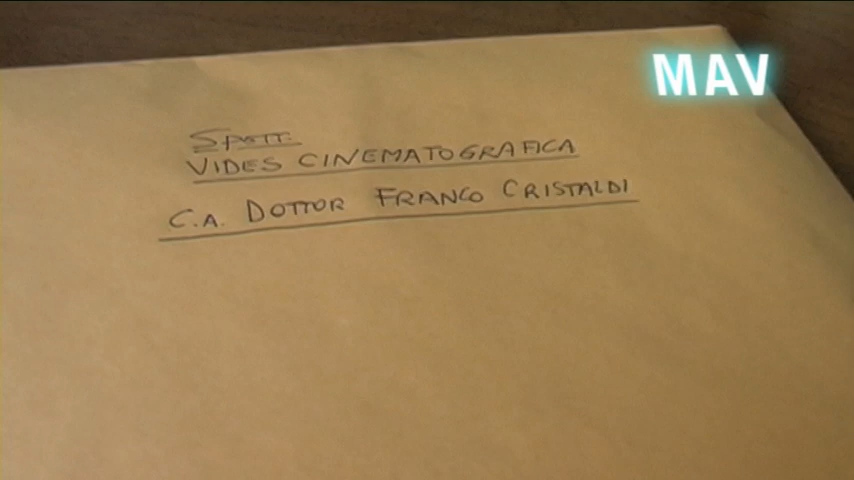 MAV
SPETT.
VIDES CINEMATOGRAFICA
C.A. DOTTOR FRANCO CRISTALDI